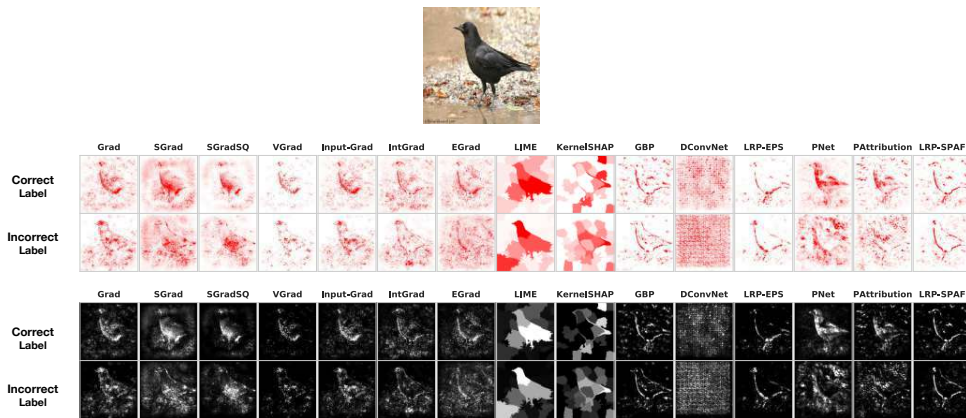 Grad SGrad SGradSQ VGrad Input-Grad IntGrad EGrad LIME KernelSHAP GBP DConvNet LRP-EPS PNet PAttribution LRP-SPAF
Correct
Label
Incorrect
Label
Grad SGrad SGradSQ VGrad Input-Grad IntGrad EGrad LIME KernelSHAP GBP DConvNet LRP-EPS PNet PAttribution LRP-SPAF
Correct
Label
Incorrect
Label